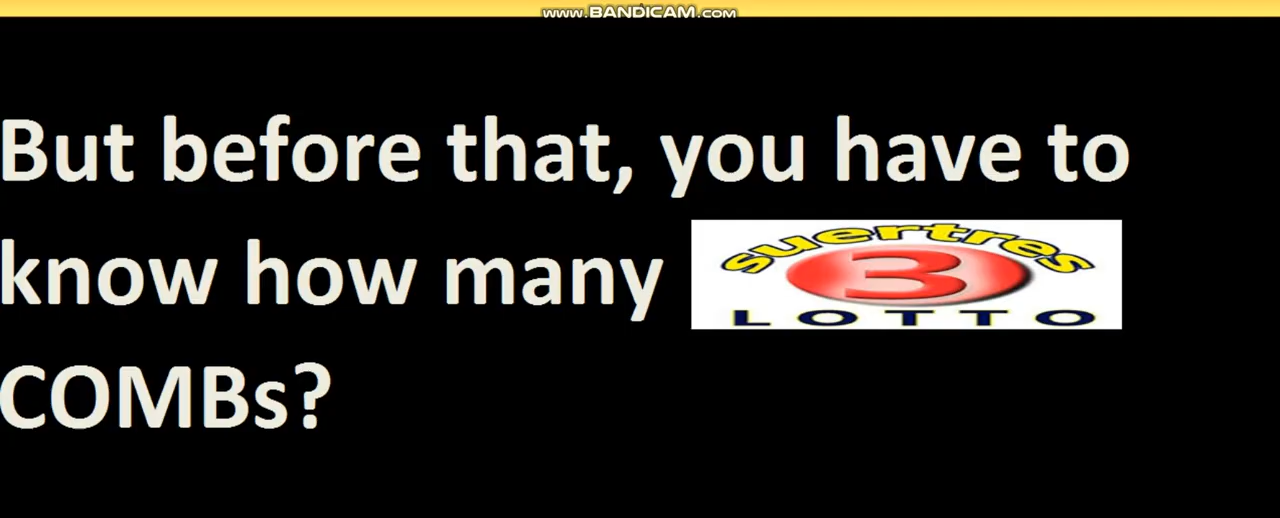 www.BANDICAM.com
But before that, you have to
know how many suertres 3 LOTTO
COMBs?